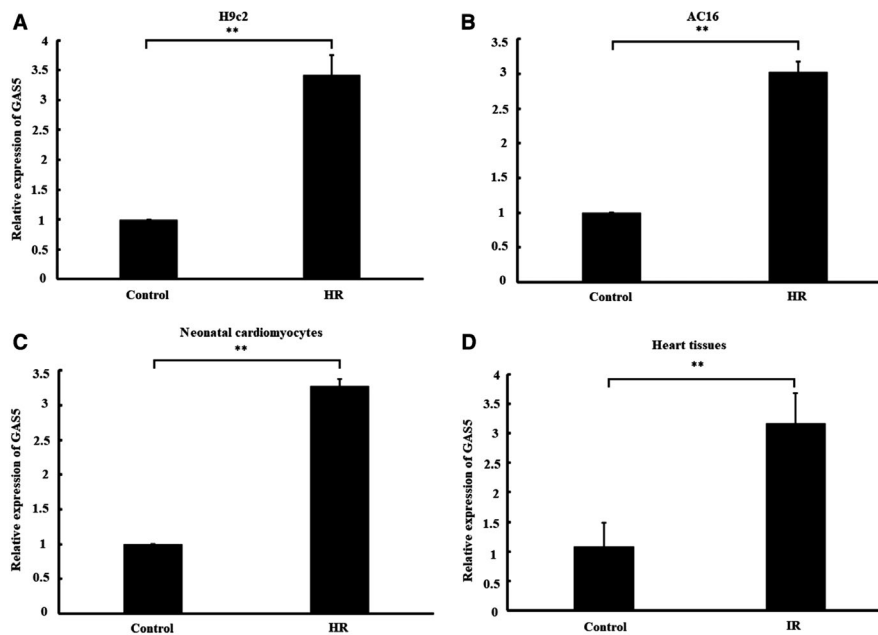 A
H9c2
**
Relative expression of GAS5
4
3.5
3
2.5
2
1.5
1
0.5
0
Control
HR
B
AC16
**
Relative expression of GAS5
3.5
3
2.5
2
1.5
1
0.5
0
Control
HR
C
Neonatal cardiomyocytes
**
Relative expression of GAS5
3.5
3
2.5
2
1.5
1
0.5
0
Control
HR
D
Heart tissues
**
Relative expression of GAS5
4
3.5
3
2.5
2
1.5
1
0.5
0
Control
IR